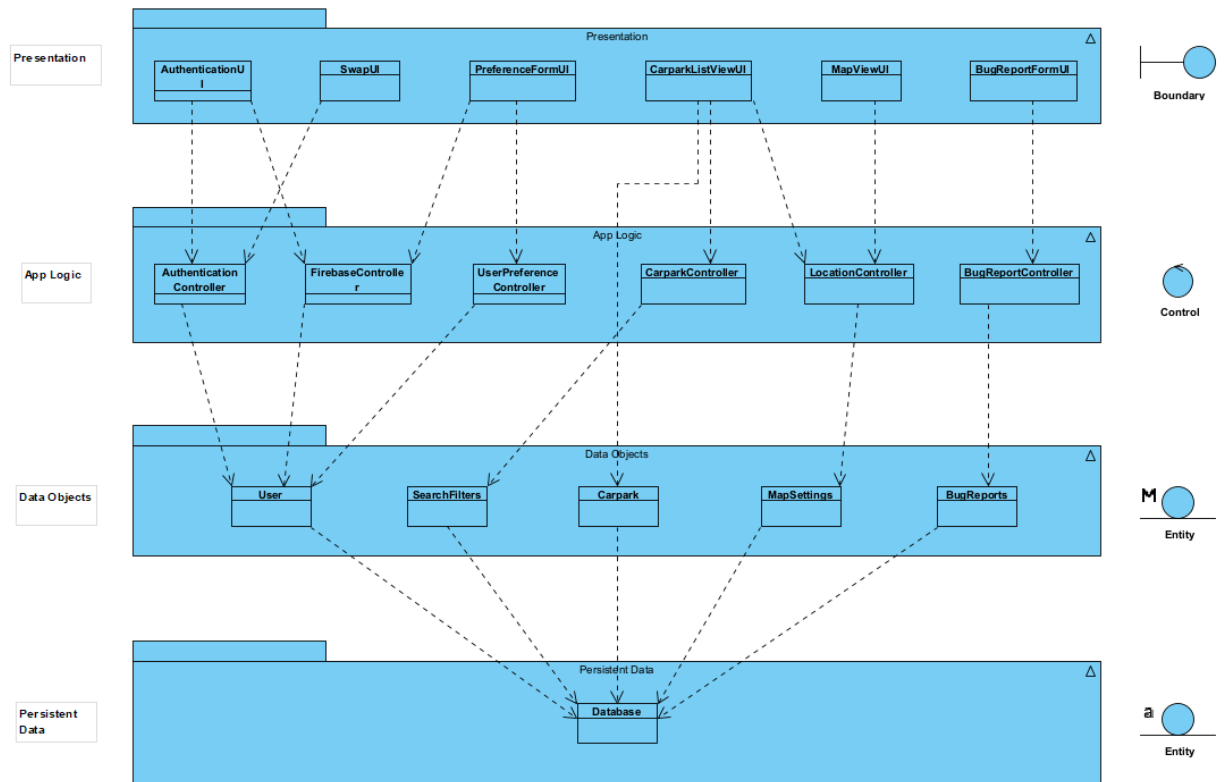 Presentation
Presentation
AuthenticationU
I
SwapUI
PreferenceFormUI
CarparkListViewUI
MapViewUI
BugReportFormUI
Boundary
App Logic
App Logic
Authentication
Controller
FirebaseControlle
r
UserPreference
Controller
CarparkController
LocationController
BugReportController
Control
Data Objects
Data Objects
User
SearchFilters
Carpark
MapSettings
BugReports
M
Entity
Persistent Data
Persistent
Data
Database
a
Entity